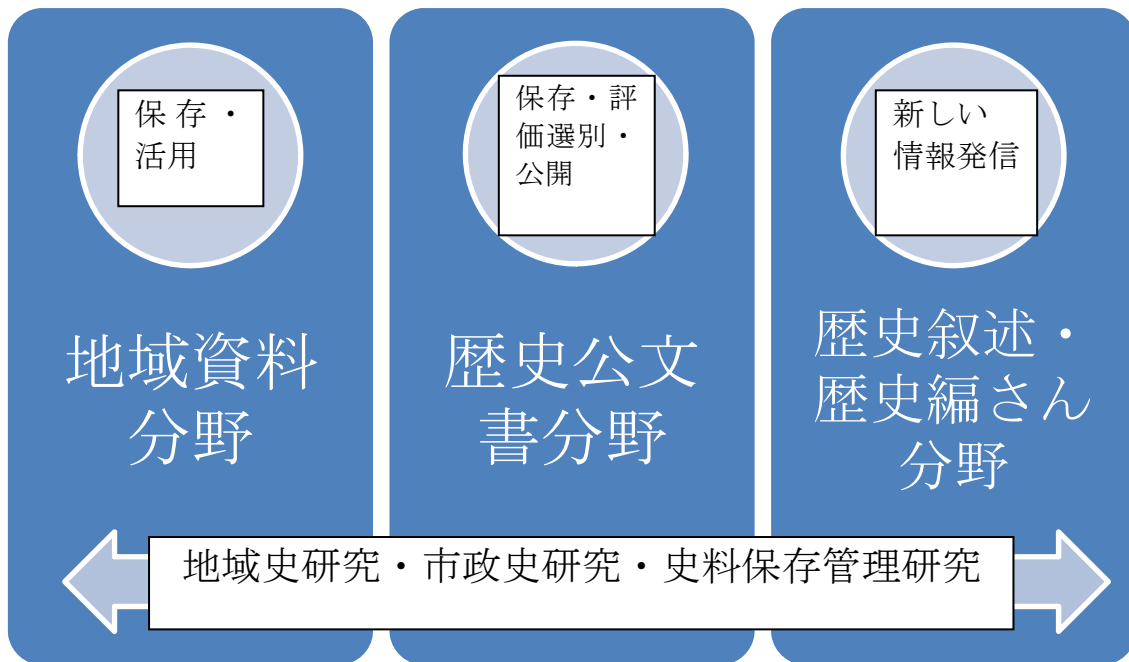 保存・
活用
保存・評
価選別・
公開
新しい
情報発信
地域資料
分野
歴史公文
書分野
歴史叙述・
歴史編さん
分野
地域史研究・市政史研究・史料保存管理研究